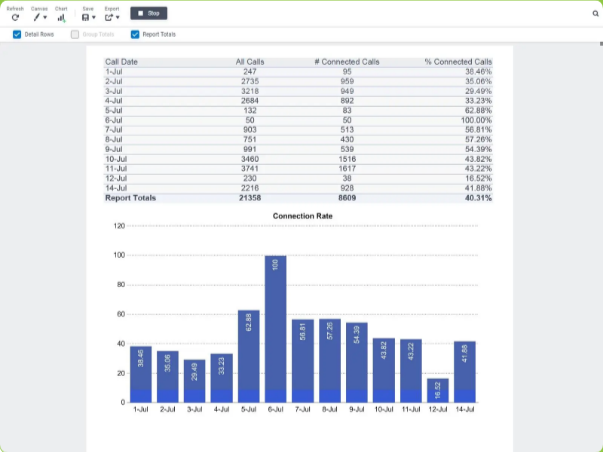 Refresh Canvas Chart Save Export
Stop
Detail Rows Group Totals Report Totals
Call Date All Calls # Connected Calls % Connected Calls
1-Jul 247 95 38.46%
2-Jul 2735 959 35.06%
3-Jul 3218 949 29.49%
4-Jul 2684 892 33.23%
5-Jul 132 83 62.88%
6-Jul 50 50 100.00%
7-Jul 903 513 56.81%
8-Jul 751 430 57.26%
9-Jul 991 539 54.39%
10-Jul 3460 1516 43.82%
11-Jul 3741 1617 43.22%
12-Jul 230 38 16.52%
14-Jul 2216 928 41.88%
Report Totals 21358 8609 40.31%
Connection Rate
120
100
80
60
40
20
0
38.46 35.06 29.49 33.23 62.88 100 56.81 57.26 54.39 43.82 43.22 16.52 41.88
1-Jul 2-Jul 3-Jul 4-Jul 5-Jul 6-Jul 7-Jul 8-Jul 9-Jul 10-Jul 11-Jul 12-Jul 14-Jul